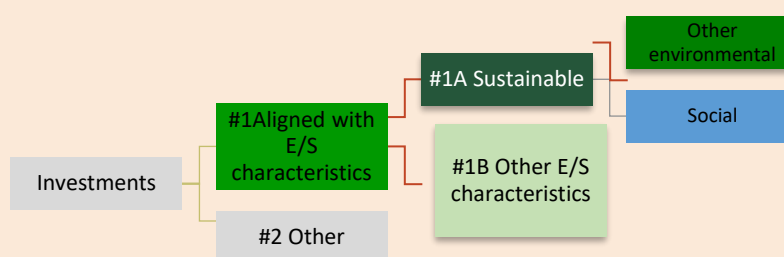 Other
environmental
#1A Sustainable
#1Aligned with
E/S
characteristics
Social
#1B Other E/S
characteristics
Investments
#2 Other